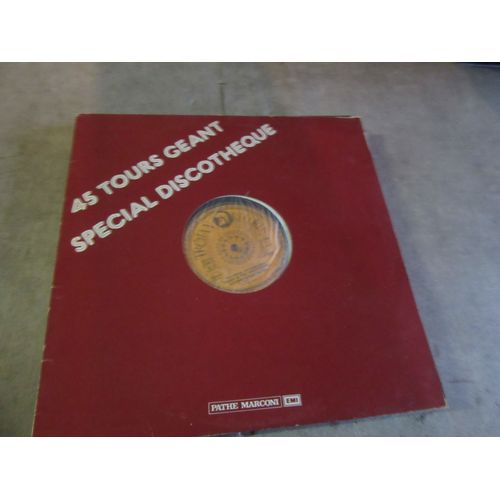 45 TOURS GEANT
SPECIAL DISCOTHEQUE
PATHE MARCONI EMI